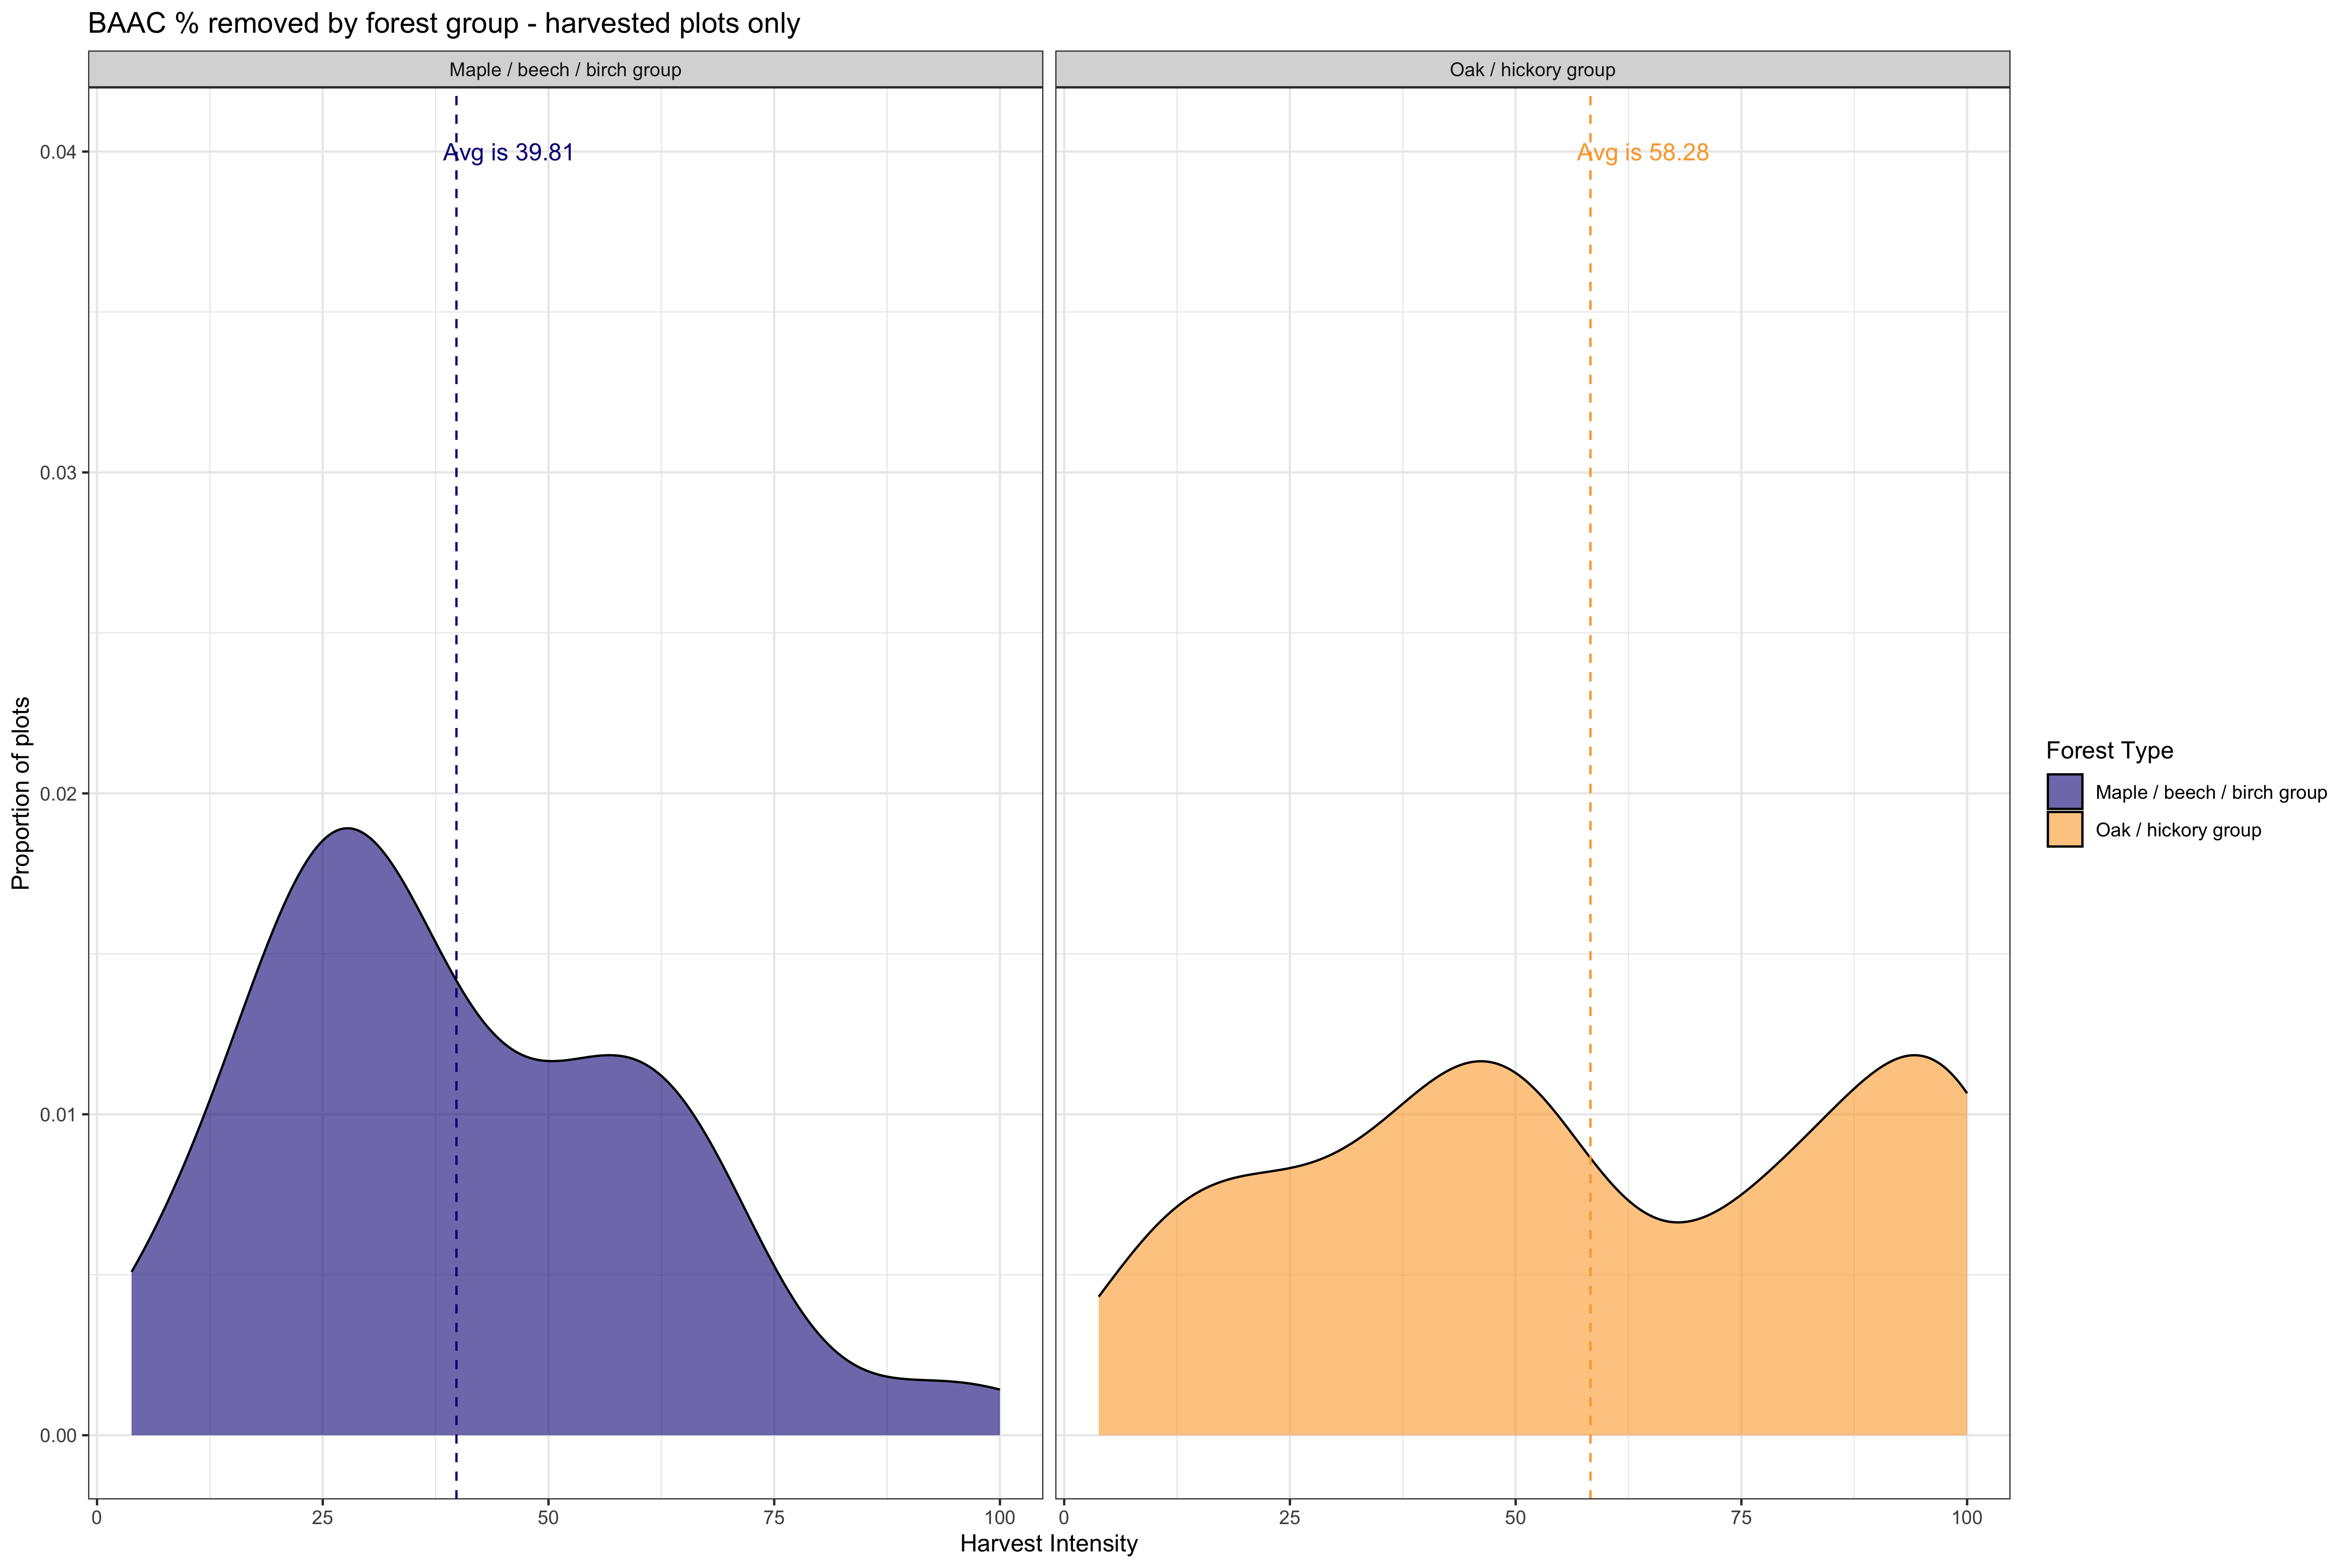 BAAC % removed by forest group - harvested plots only
Maple / beech / birch group
Oak / hickory group
Avg is 39.81
Avg is 58.28
0.04
0.03
0.02
0.01
0.00
Proportion of plots
0 25 50 75 100
0 25 50 75 100
Harvest Intensity
Forest Type
Maple / beech / birch group
Oak / hickory group